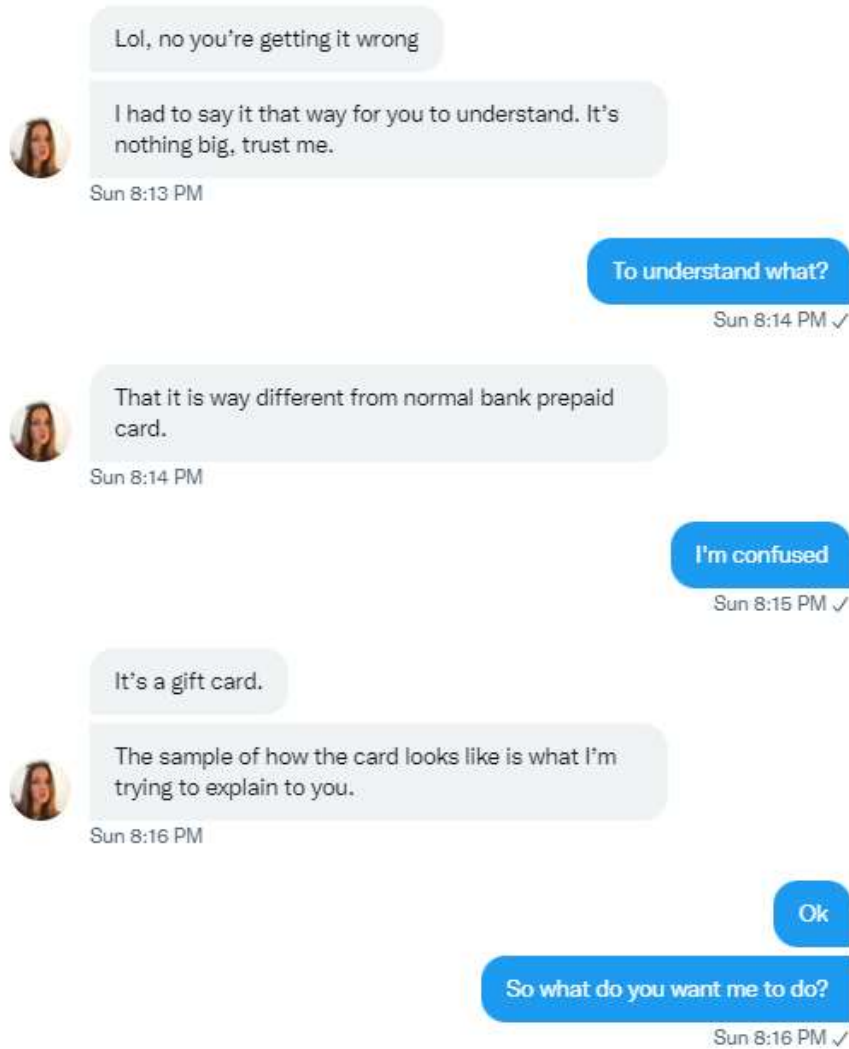 Lol, no you're getting it wrong
I had to say it that way for you to understand. It's
nothing big, trust me.
Sun 8:13 PM
To understand what?
Sun 8:14 PM ✓
That it is way different from normal bank prepaid
card.
Sun 8:14 PM
I'm confused
Sun 8:15 PM ✓
It's a gift card.
The sample of how the card looks like is what I'm
trying to explain to you.
Sun 8:16 PM
Ok
So what do you want me to do?
Sun 8:16 PM ✓